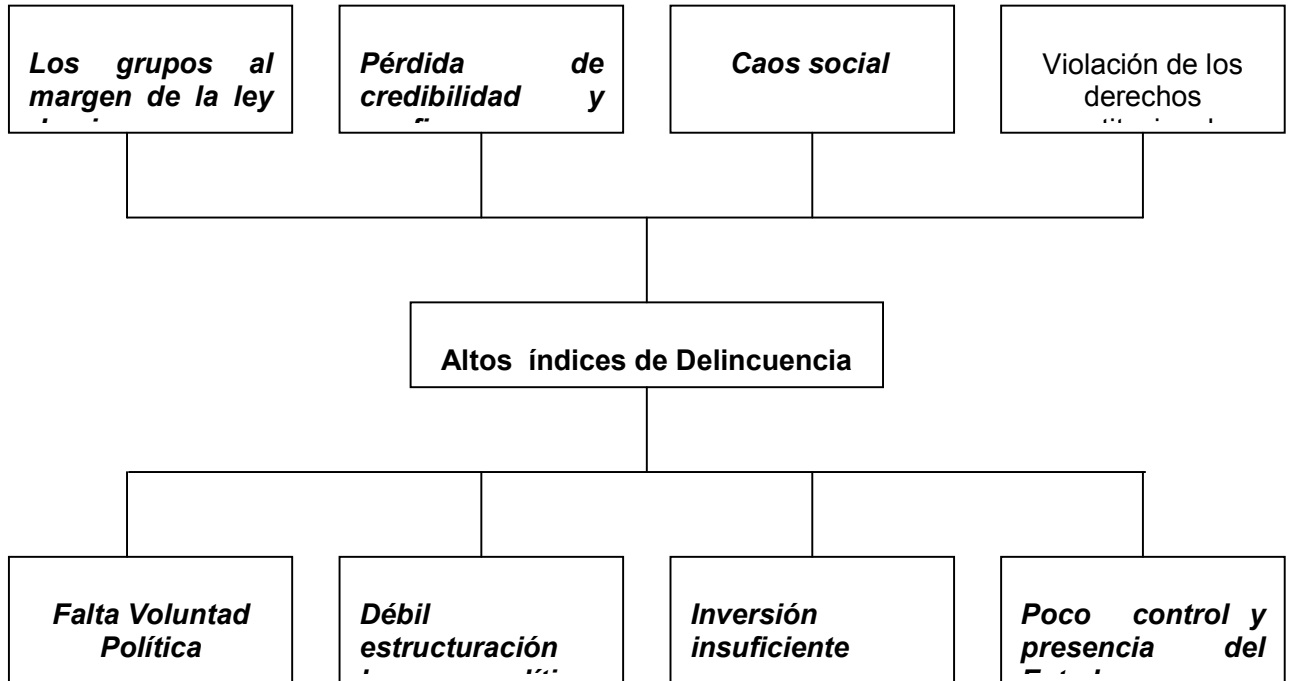 Los grupos al
margen de la ley
Pérdida de
credibilidad y
Caos social
Violación de los
derechos
Altos índices de Delincuencia
Falta Voluntad
Política
Débil
estructuración
Inversión
insuficiente
Poco control y
presencia del